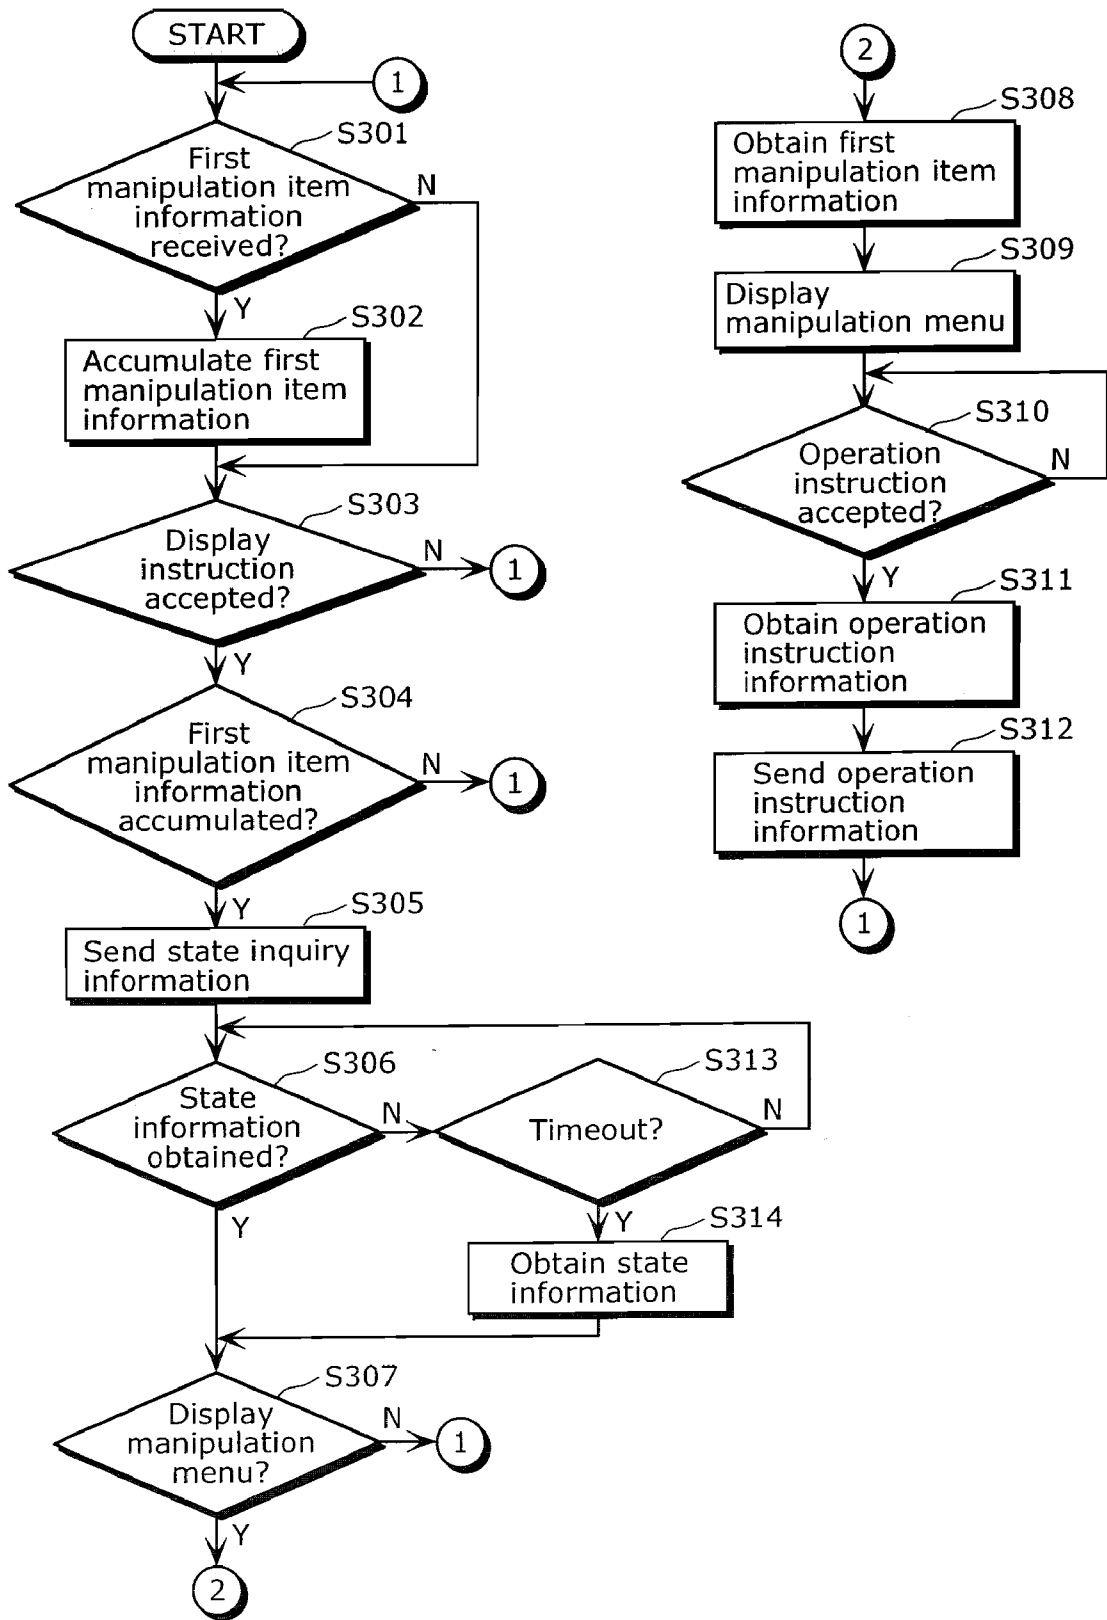 START
1
S301
First
manipulation item
information
received?
N
Y
S302
Accumulate first
manipulation item
information
S303
Display
instruction
accepted?
N
1
Y
S304
First
manipulation item
information
accumulated?
N
1
Y
S305
Send state inquiry
information
S306
State
information
obtained?
N
Y
S313
Timeout?
N
Y
S314
Obtain state
information
S307
Display
manipulation
menu?
N
1
Y
2
2
S308
Obtain first
manipulation item
information
S309
Display
manipulation menu
S310
Operation
instruction
accepted?
N
Y
S311
Obtain operation
instruction
information
S312
Send operation
instruction
information
1